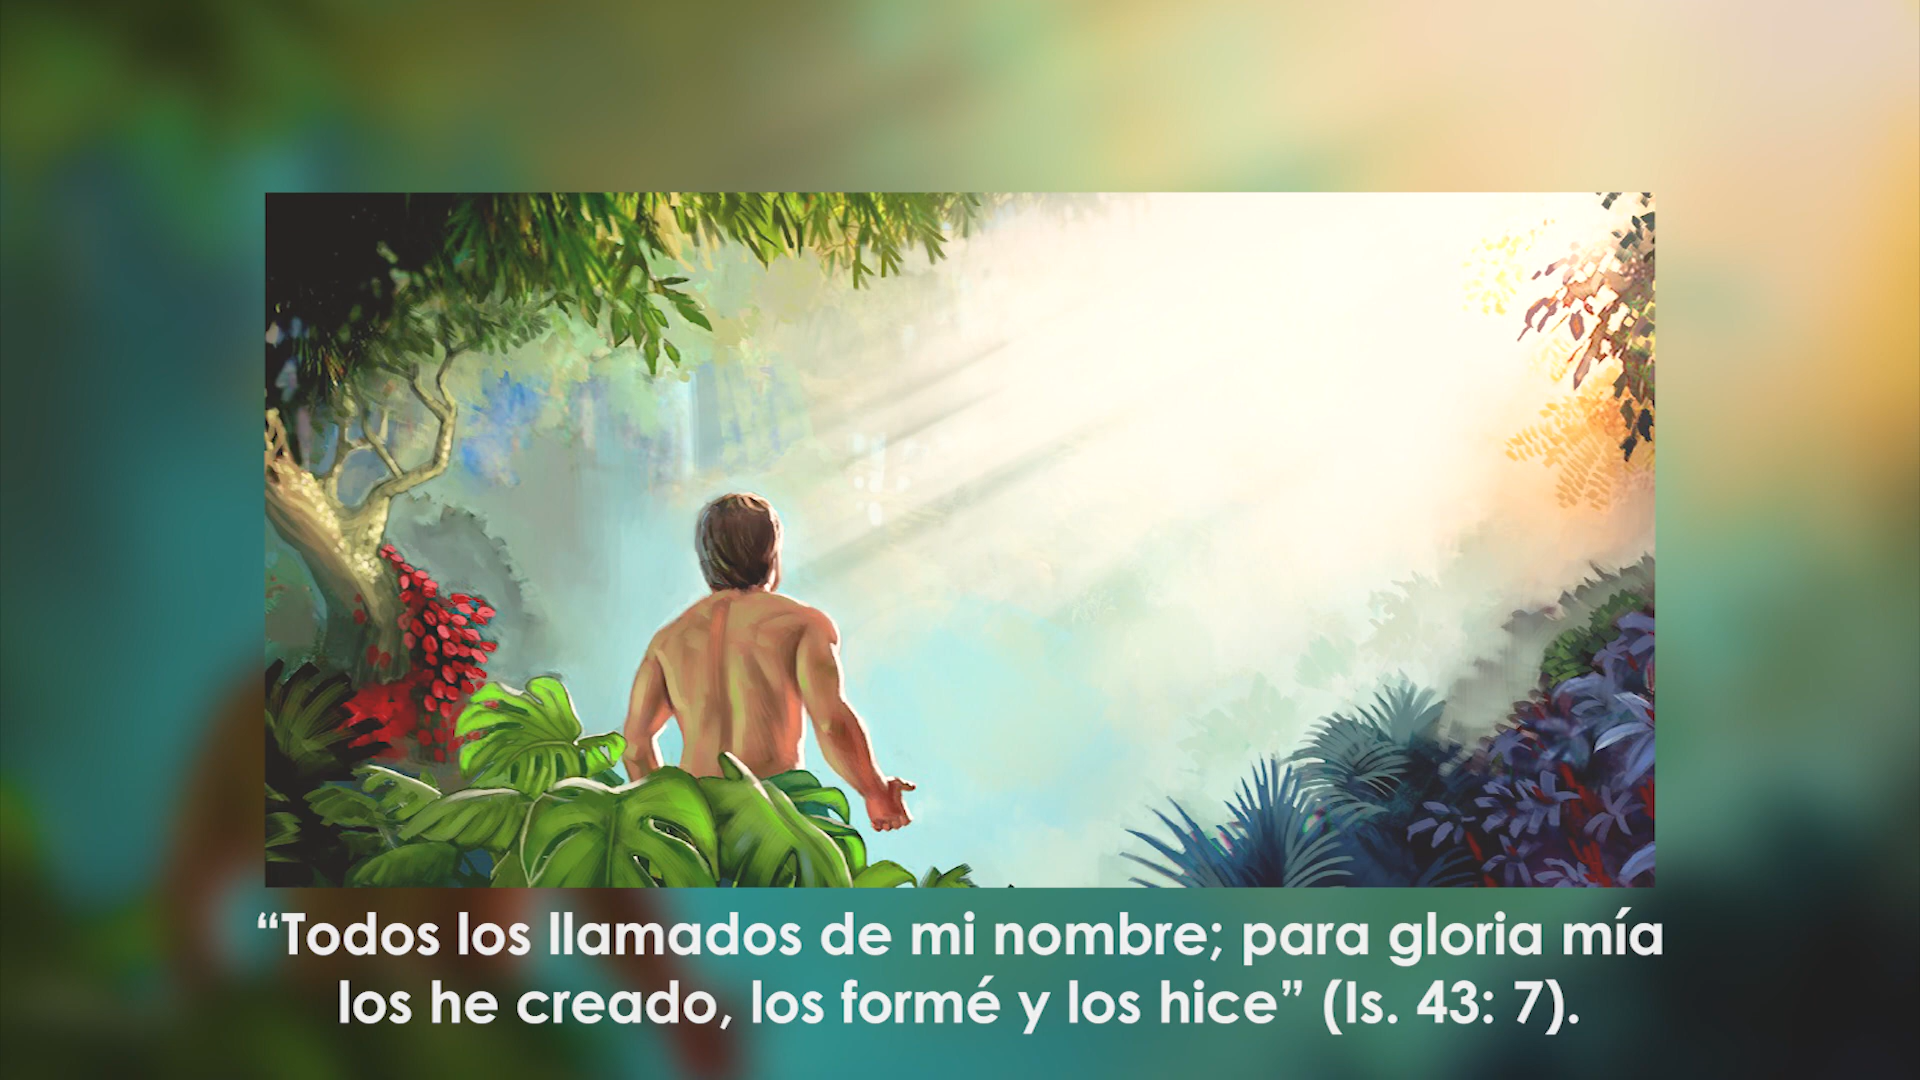 “Todos los llamados de mi nombre; para gloria mía
los he creado, los formé y los hice” (Is. 43: 7).